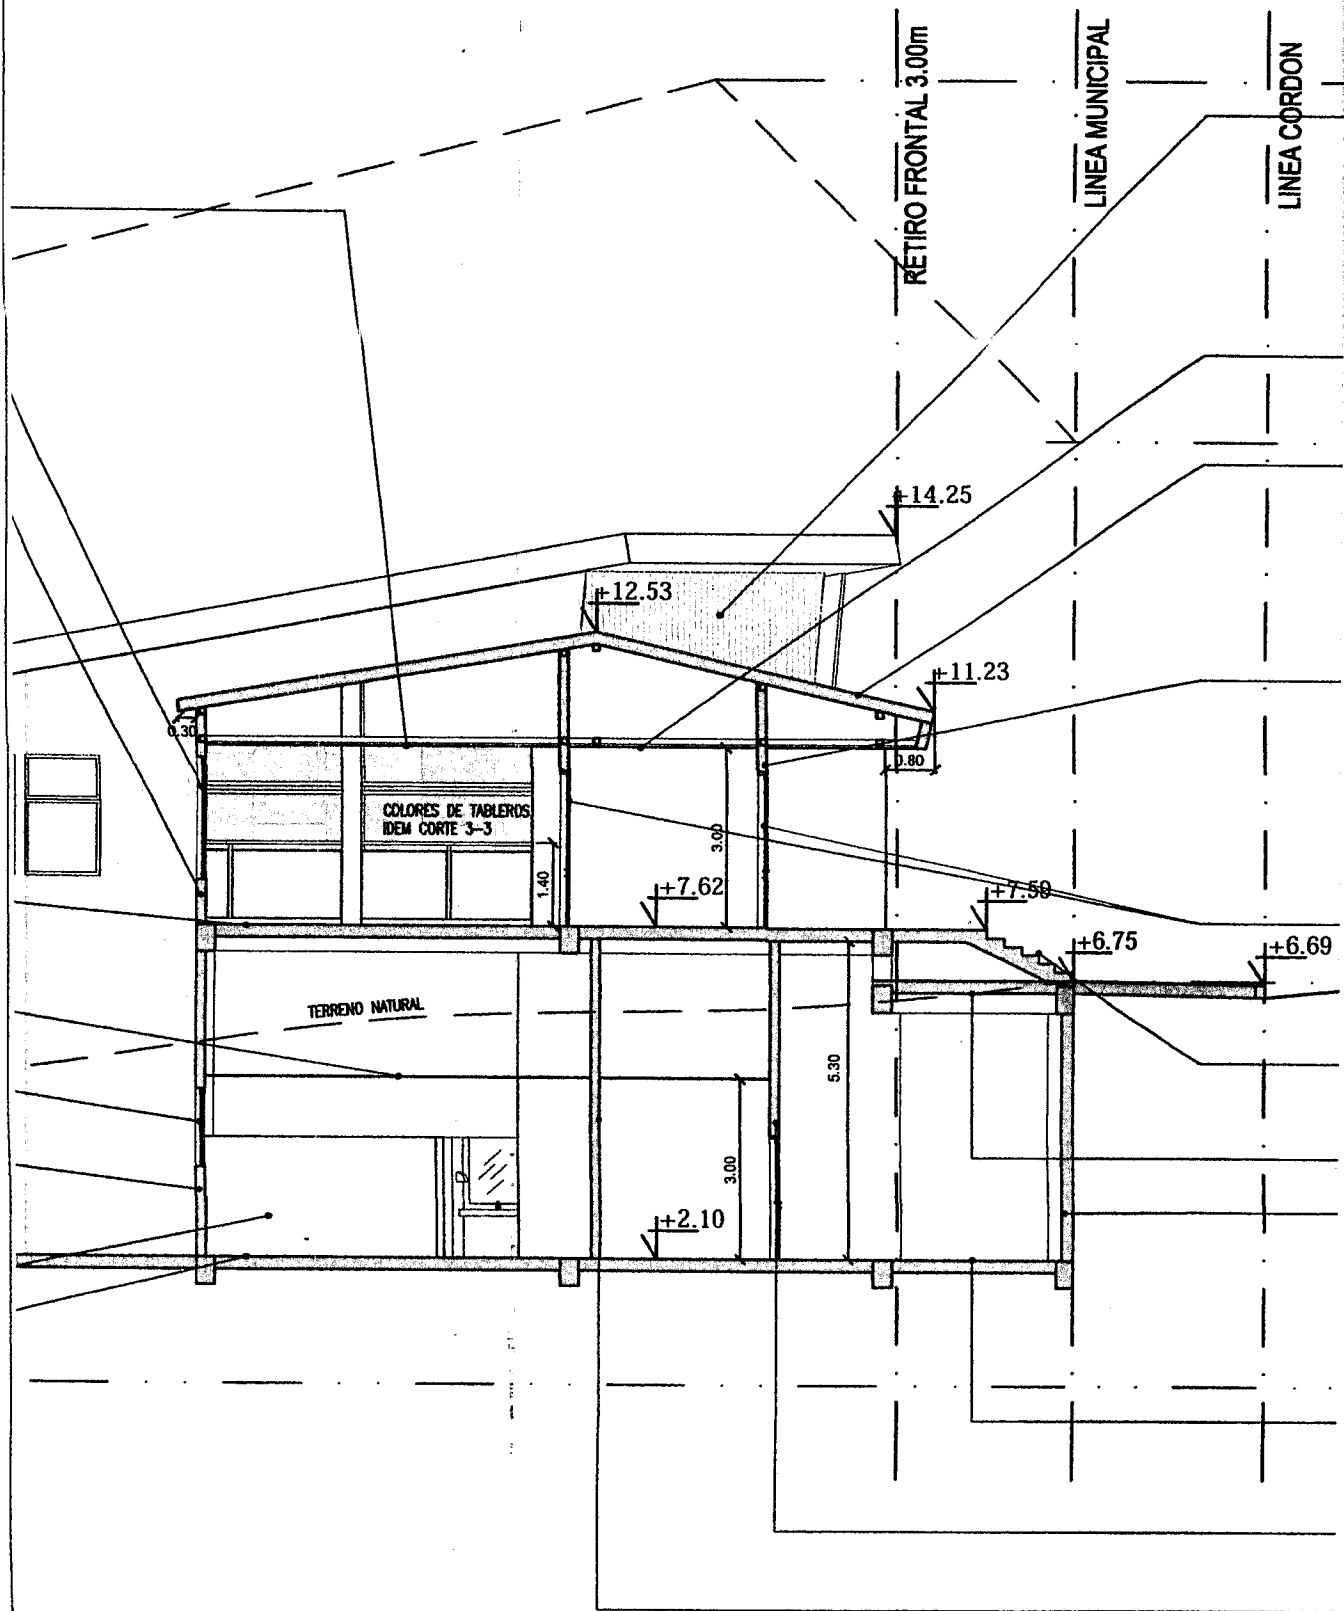 RETIRO FRONTAL 3.00m
LINEA MUNICIPAL
LINEA CORDON
+14.25
+12.53
+11.23
0.30
0.80
COLORES DE TABLEROS
IDEM CORTE 3-3
3.00
1.40
+7.62
+7.59
+6.75
+6.69
TERRENO NATURAL
5.30
3.00
+2.10